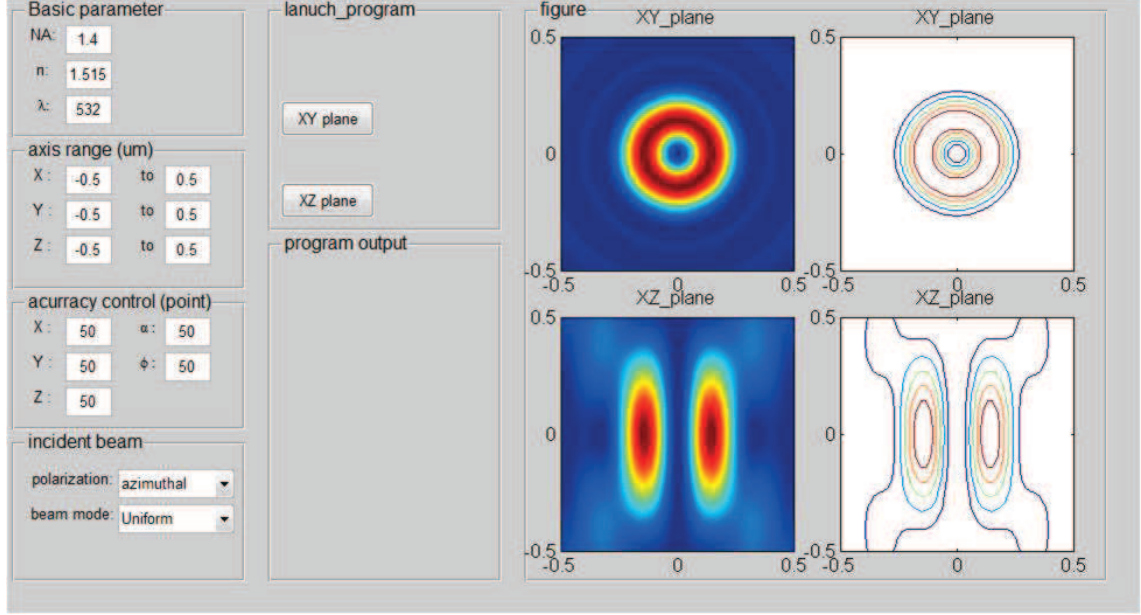 Basic parameter
NA: 1.4
n: 1.515
λ: 532
axis range (um)
X : -0.5 to 0.5
Y : -0.5 to 0.5
Z : -0.5 to 0.5
acurracy control (point)
X : 50 α : 50
Y : 50 ϕ : 50
Z : 50
incident beam
polarization: azimuthal
beam mode: Uniform
lanuch_program
XY plane
XZ plane
program output
figure
XY_plane
0.5
0
-0.5
0
0.5
XY_plane
0.5
0
-0.5
0
0.5
XZ_plane
0.5
0
-0.5
-0.5
0
0.5
XZ_plane
0.5
0
-0.5
-0.5
0
0.5